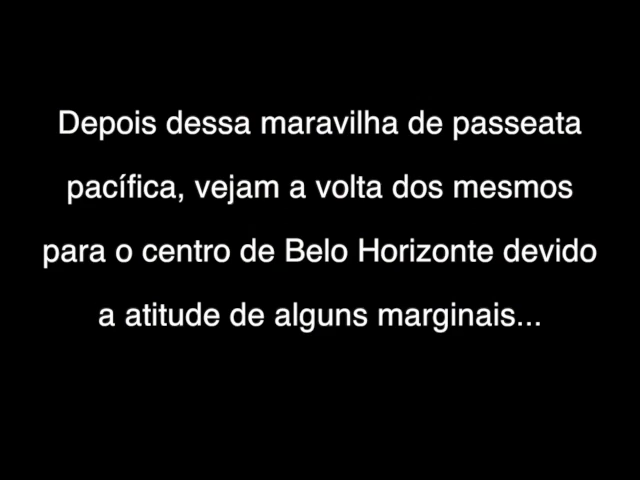 Depois dessa maravilha de passeata
pacífica, vejam a volta dos mesmos
para o centro de Belo Horizonte devido
a atitude de alguns marginais...